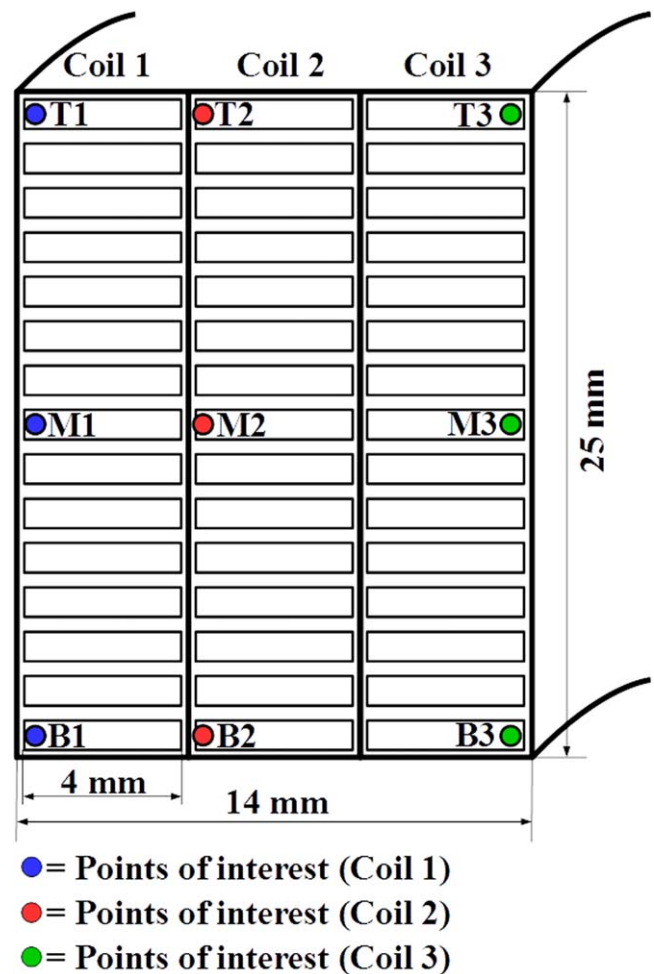 Coil 1 Coil 2 Coil 3
T1 T2 T3
M1 M2 M3
25 mm
B1 B2 B3
4 mm
14 mm
= Points of interest (Coil 1)
= Points of interest (Coil 2)
= Points of interest (Coil 3)